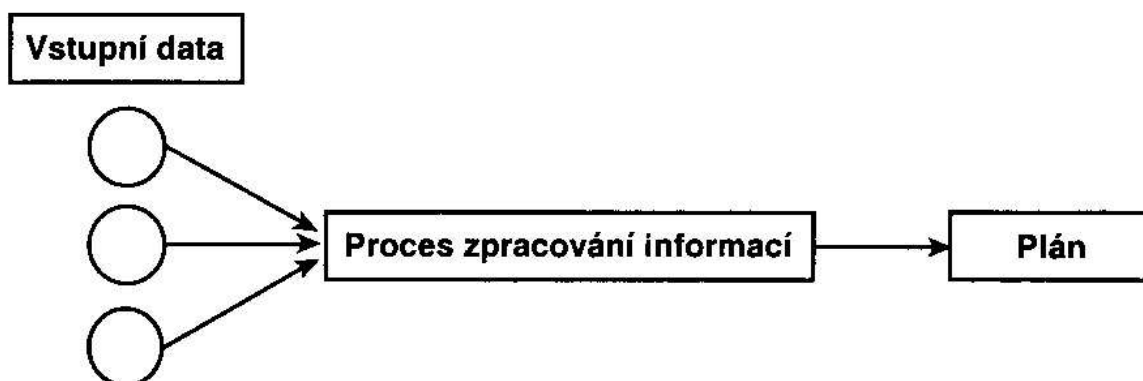 Vstupní data
Proces zpracování informací
Plán